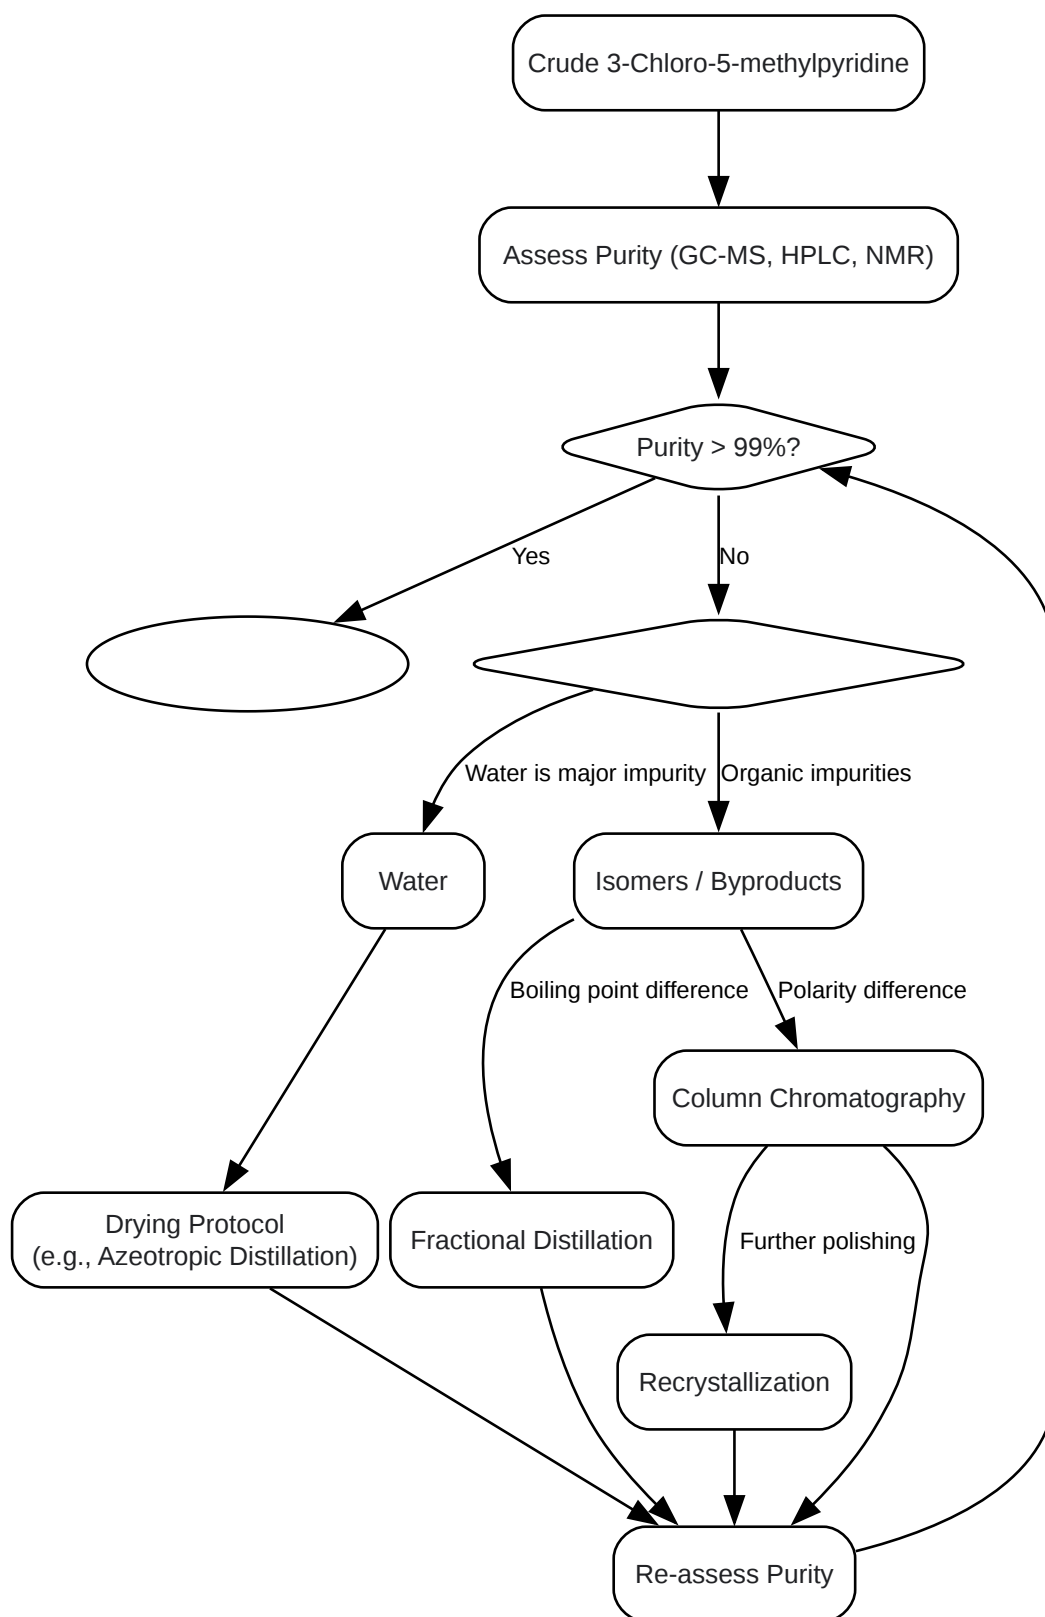 Crude 3-Chloro-5-methylpyridine
Assess Purity (GC-MS, HPLC, NMR)
Purity > 99%?
Yes
No
Water is major impurity
Organic impurities
Water
Isomers / Byproducts
Boiling point difference
Polarity difference
Column Chromatography
Drying Protocol
(e.g., Azeotropic Distillation)
Fractional Distillation
Further polishing
Recrystallization
Re-assess Purity